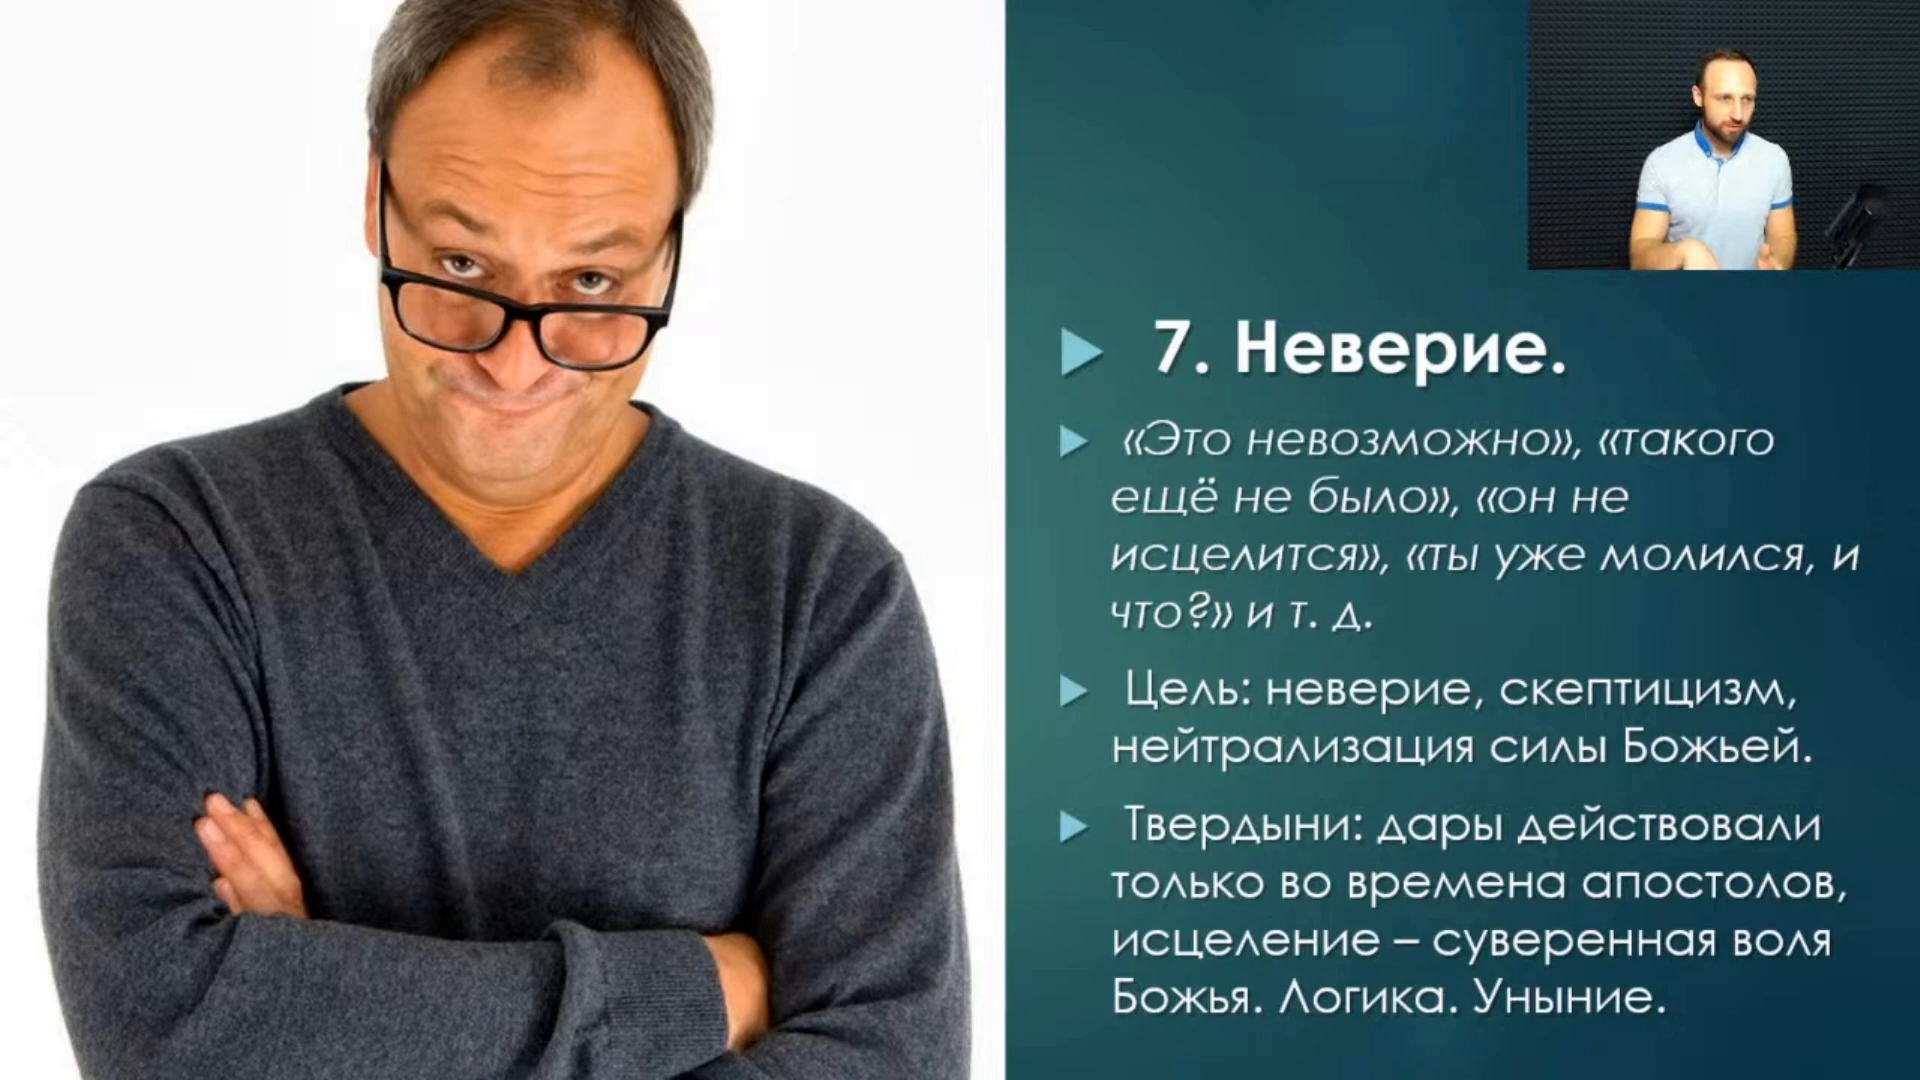 7. Неверие.
«Это невозможно», «такого
ещё не было», «он не
исцелится», «ты уже молился, и
что?» и т. д.
Цель: неверие, скептицизм,
нейтрализация силы Божьей.
Твердыни: дары действовали
только во времена апостолов,
исцеление – суверенная воля
Божья. Логика. Уныние.